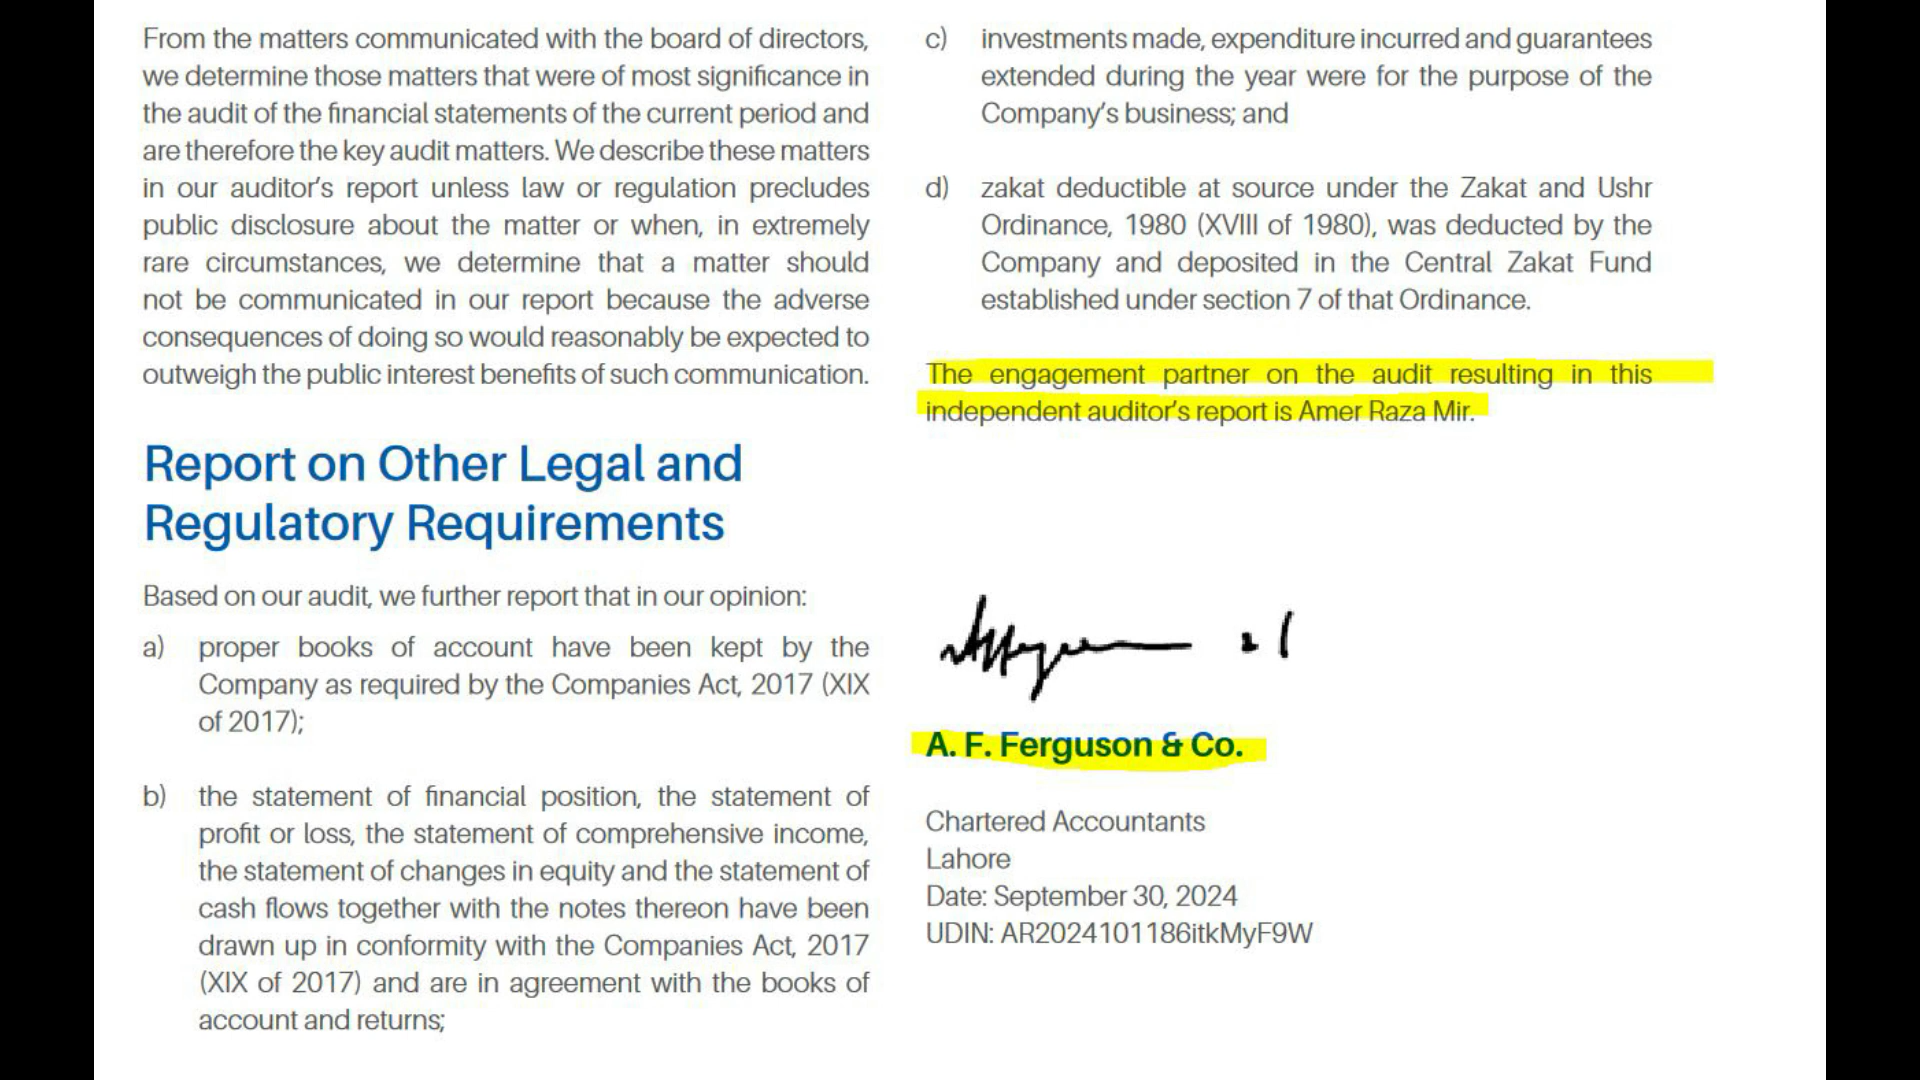 From the matters communicated with the board of directors,
we determine those matters that were of most significance in
the audit of the financial statements of the current period and
are therefore the key audit matters. We describe these matters
in our auditor's report unless law or regulation precludes
public disclosure about the matter or when, in extremely
rare circumstances, we determine that a matter should
not be communicated in our report because the adverse
consequences of doing so would reasonably be expected to
outweigh the public interest benefits of such communication.
Report on Other Legal and
Regulatory Requirements
Based on our audit, we further report that in our opinion:
a) proper books of account have been kept by the
Company as required by the Companies Act, 2017 (XIX
of 2017);
b) the statement of financial position, the statement of
profit or loss, the statement of comprehensive income,
the statement of changes in equity and the statement of
cash flows together with the notes thereon have been
drawn up in conformity with the Companies Act, 2017
(XIX of 2017) and are in agreement with the books of
account and returns;
c) investments made, expenditure incurred and guarantees
extended during the year were for the purpose of the
Company's business; and
d) zakat deductible at source under the Zakat and Ushr
Ordinance, 1980 (XVIII of 1980), was deducted by the
Company and deposited in the Central Zakat Fund
established under section 7 of that Ordinance.
The engagement partner on the audit resulting in this
independent auditor's report is Amer Raza Mir.
A. F. Ferguson & Co.
Chartered Accountants
Lahore
Date: September 30, 2024
UDIN: AR2024101186itkMyF9W